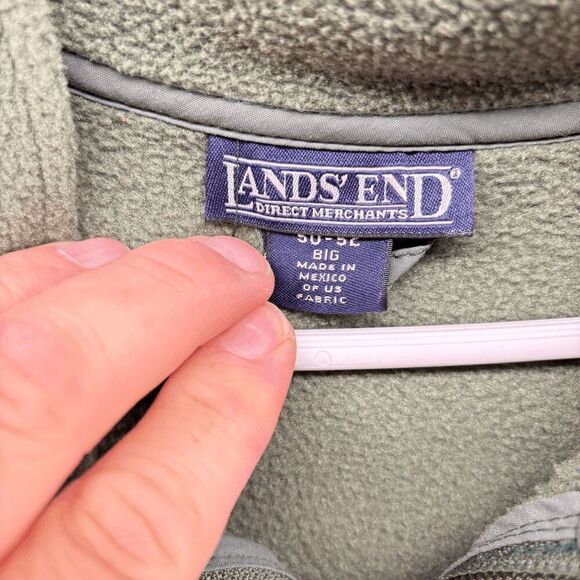 LANDS' END®
DIRECT MERCHANTS
50-52
BIG
MADE IN
MEXICO
OF US
FABRIC